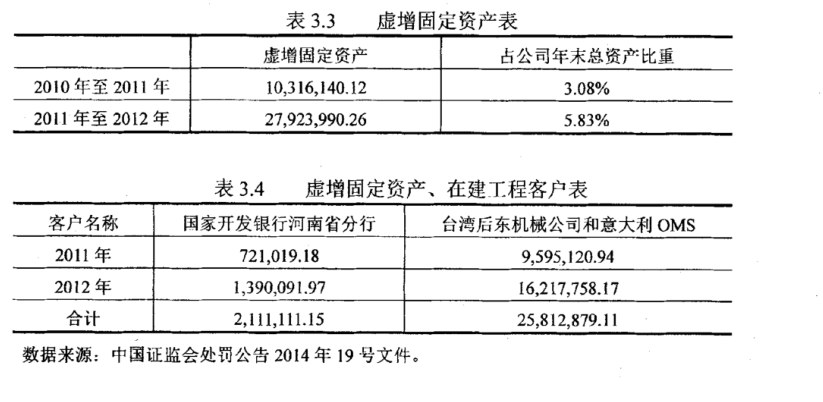 表 3.3 虚增固定资产表
虚增固定资产 占公司年末总资产比重
2010 年至 2011 年 10,316,140.12 3.08%
2011 年至 2012 年 27,923,990.26 5.83%
表 3.4 虚增固定资产、在建工程客户表
客户名称 国家开发银行河南省分行 台湾后东机械公司和意大利 OMS
2011 年 721,019.18 9,595,120.94
2012 年 1,390,091.97 16,217,758.17
合计 2,111,111.15 25,812,879.11
数据来源：中国证监会处罚公告 2014 年 19 号文件。